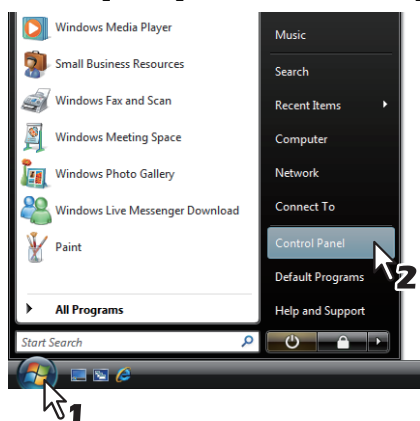 Windows Media Player
Small Business Resources
Windows Fax and Scan
Windows Meeting Space
Windows Photo Gallery
Windows Live Messenger Download
Paint
All Programs
Start Search
Music
Search
Recent Items
Computer
Network
Connect To
Control Panel
Default Programs
Help and Support
2
1